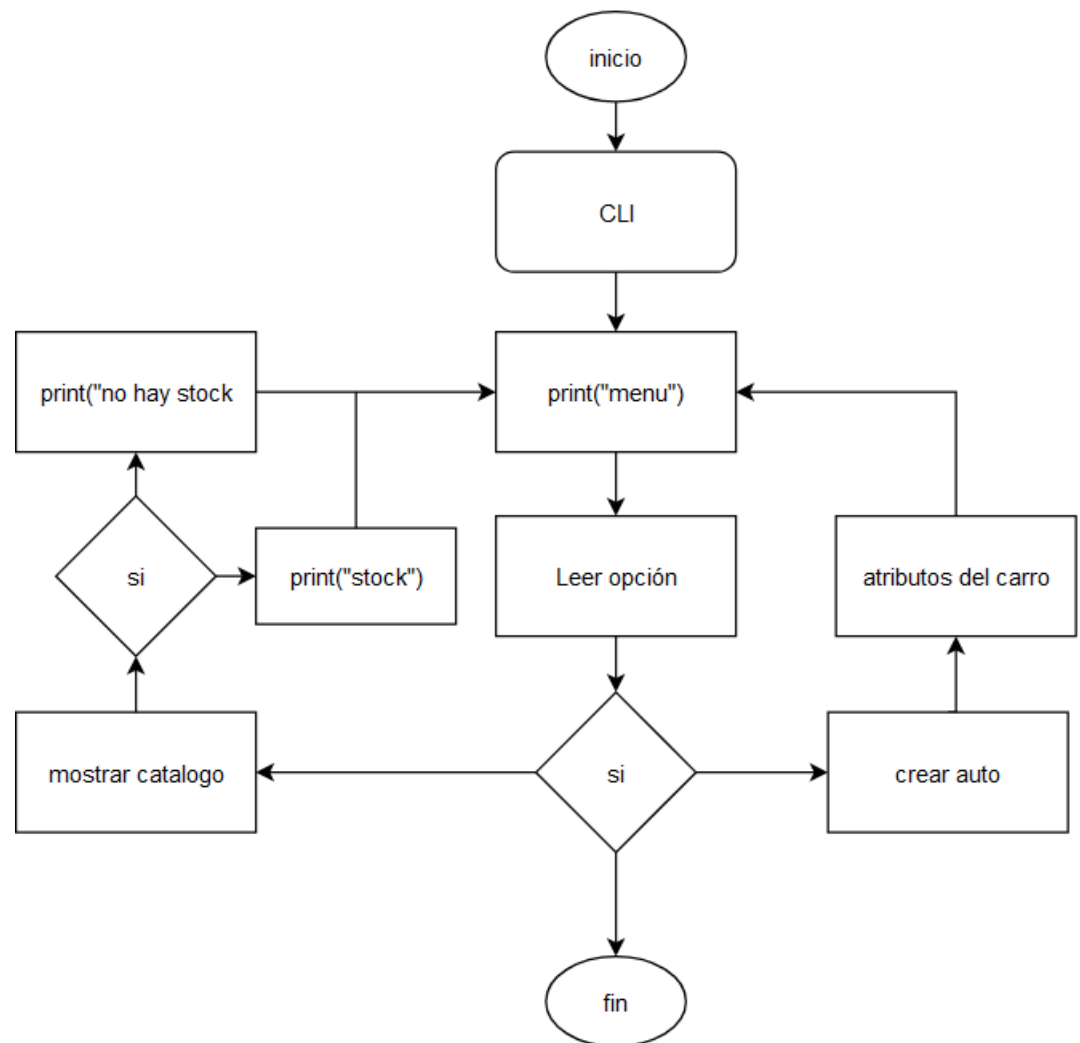 inicio
CLI
print("no hay stock
print("menu")
si
print("stock")
Leer opción
atributos del carro
mostrar catalogo
si
crear auto
fin